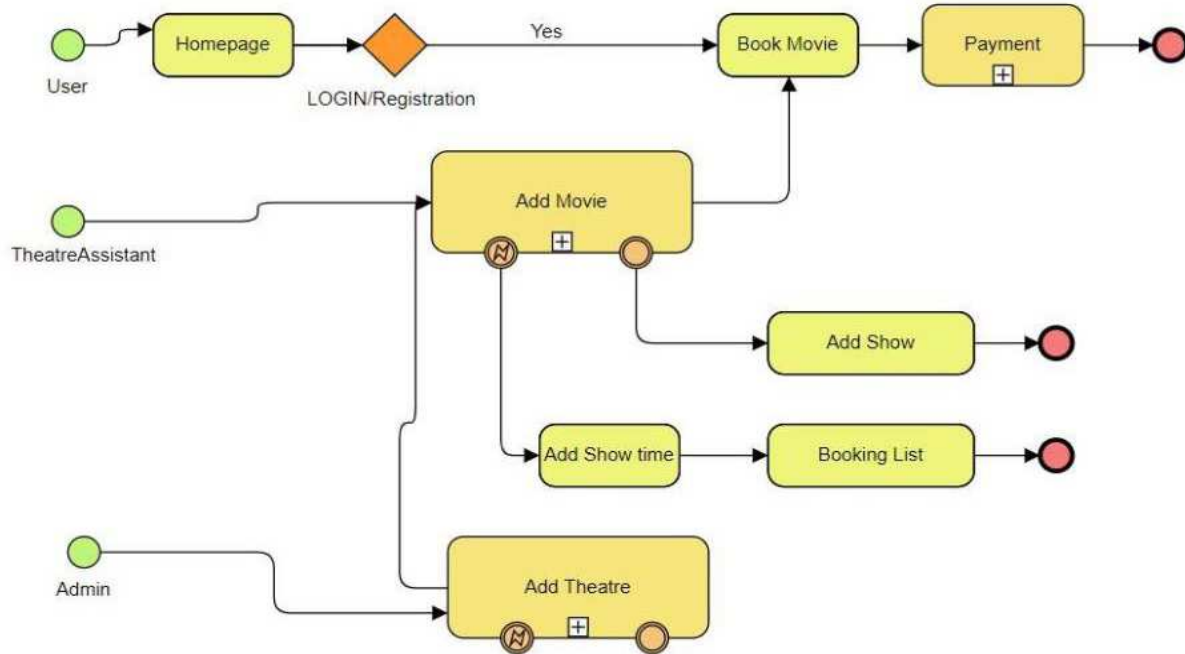 Homepage
Yes
Book Movie
Payment
User
LOGIN/Registration
Add Movie
TheatreAssistant
Add Show
Add Show time
Booking List
Admin
Add Theatre